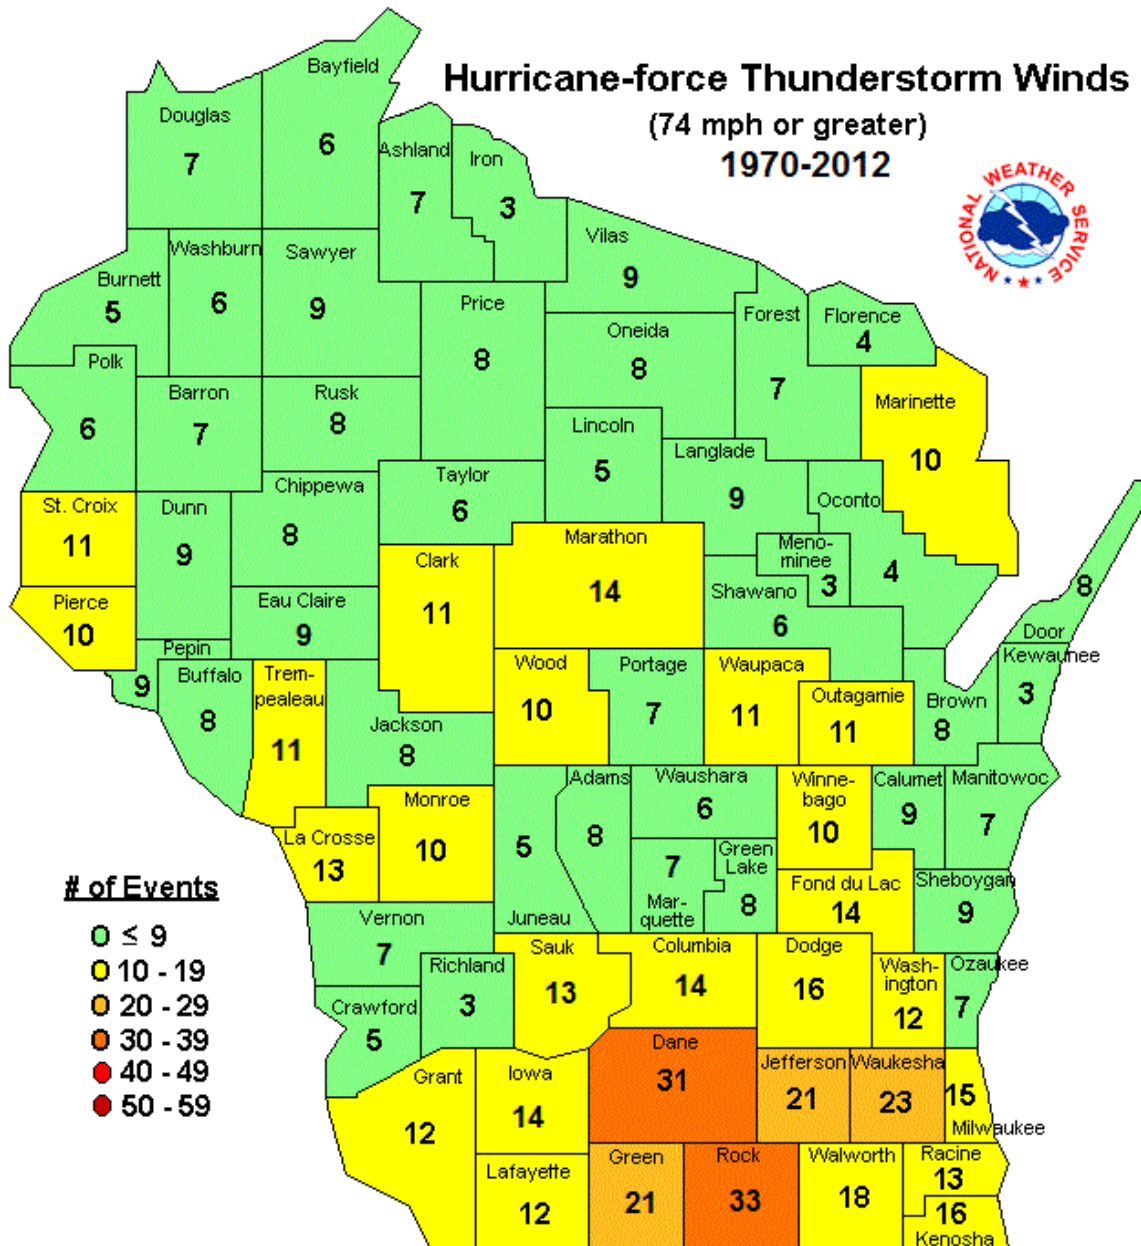 Hurricane-force Thunderstorm Winds
(74 mph or greater)
1970-2012
NATIONAL WEATHER SERVICE
Bayfield
6
Douglas
7
Ashland
7
Iron
3
Vilas
9
Washburn
6
Sawyer
9
Burnett
5
Price
8
Oneida
8
Forest
7
Florence
4
Polk
6
Barron
7
Rusk
8
Lincoln
5
Langlade
9
Marinette
10
Taylor
6
Chippewa
8
St. Croix
11
Dunn
9
Oconto
4
Marathon
14
Clark
11
Meno-
minee
3
Shawano
6
Pierce
10
Eau Claire
9
Door
8
Pepin
9
Buffalo
8
Trem-
pealeau
11
Jackson
8
Wood
10
Portage
7
Waupaca
11
Outagamie
11
Brown
8
Kewaunee
3
Monroe
10
La Crosse
13
Juneau
5
Adams
8
Waushara
6
Winne-
bago
10
Calumet
9
Manitowoc
7
7
Mar-
quette
Green
Lake
8
Fond du Lac
14
Sheboygan
9
Vernon
7
Richland
3
Crawford
5
Sauk
13
Columbia
14
Dodge
16
Wash-
ington
12
Ozaukee
7
Grant
12
Iowa
14
Dane
31
Jefferson
21
Waukesha
23
15
Milwaukee
Lafayette
12
Green
21
Rock
33
Walworth
18
Racine
13
16
Kenosha
# of Events
≤ 9
10 - 19
20 - 29
30 - 39
40 - 49
50 - 59